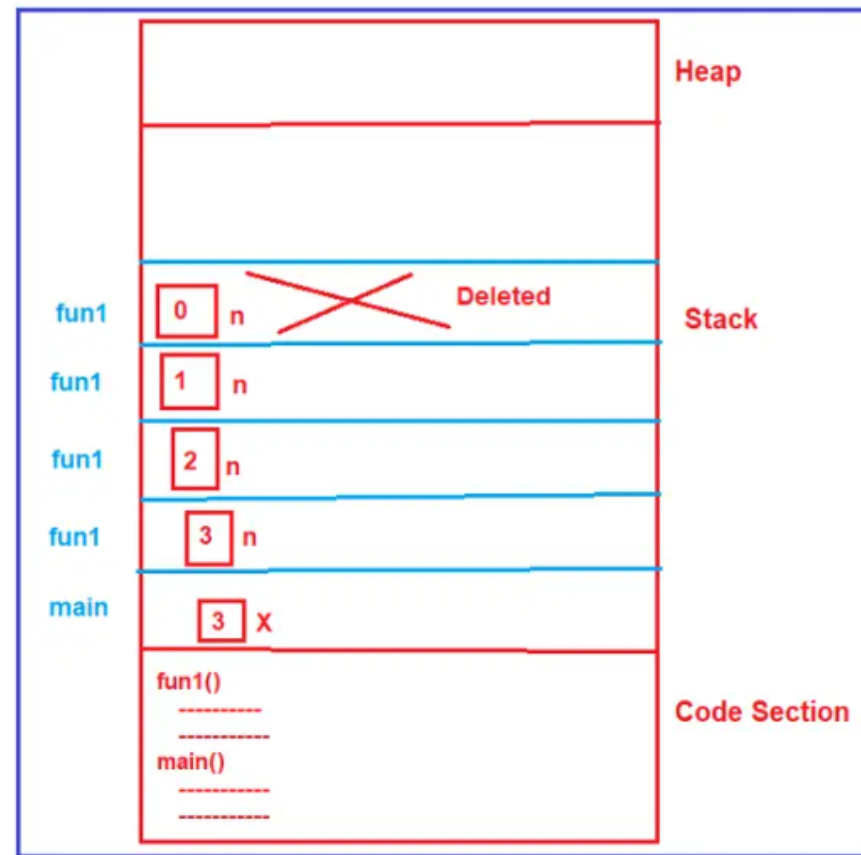 Heap
fun1 0 n Deleted
Stack
fun1 1 n
fun1 2 n
fun1 3 n
main 3 X
fun1()
----------
-----------
Code Section
main()
-----------
-----------